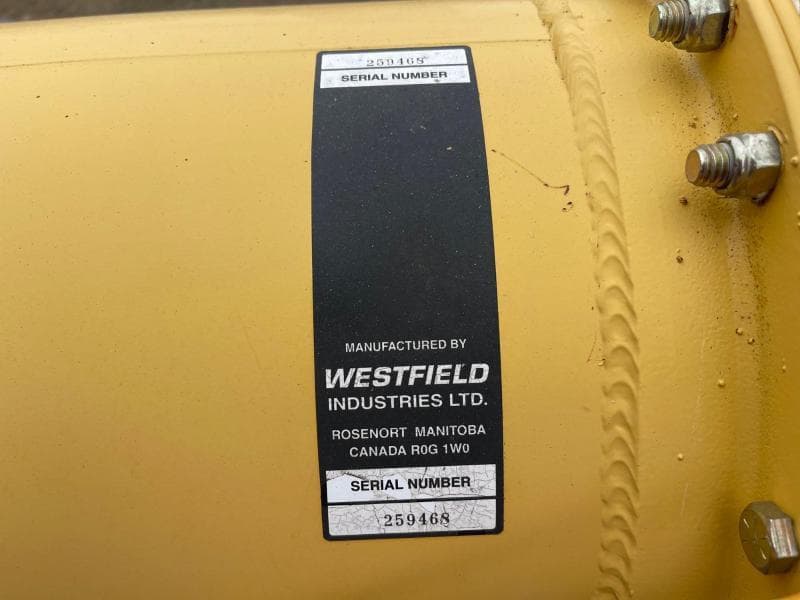 259468
SERIAL NUMBER
MANUFACTURED BY
WESTFIELD
INDUSTRIES LTD.
ROSENORT MANITOBA
CANADA R0G 1W0
SERIAL NUMBER
259468